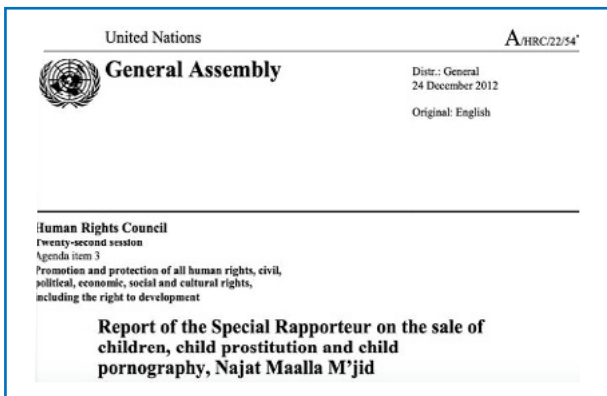 United Nations A/HRC/22/54*
General Assembly
Distr.: General
24 December 2012
Original: English
Human Rights Council
Twenty-second session
Agenda item 3
Promotion and protection of all human rights, civil,
political, economic, social and cultural rights,
including the right to development
Report of the Special Rapporteur on the sale of
children, child prostitution and child
pornography, Najat Maalla M'jid